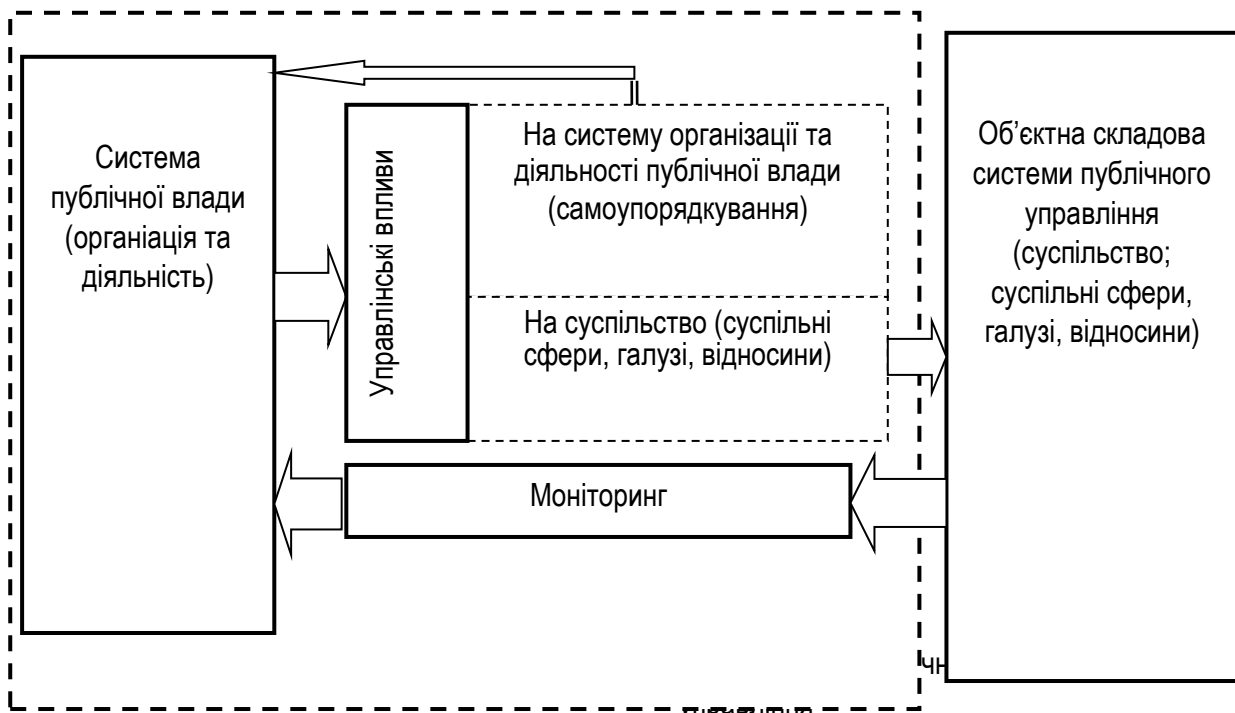 Система
публічної влади
(органіація та
діяльність)
Управлінські впливи
На систему організації та
діяльності публічної влади
(самоупорядкування)
На суспільство (суспільні
сфери, галузі, відносини)
Моніторинг
Об’єктна складова
системи публічного
управління
(суспільство;
суспільні сфери,
галузі, відносини)